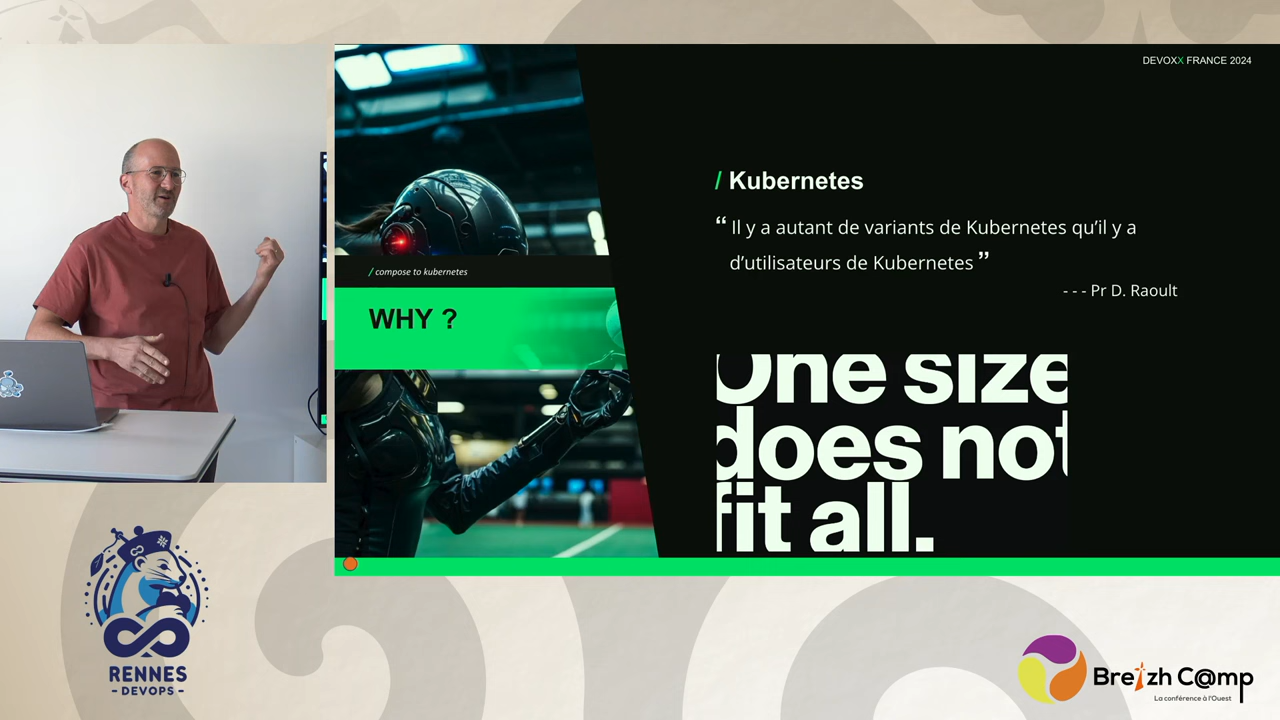 DEVOXX FRANCE 2024
/ Kubernetes
“ Il y a autant de variants de Kubernetes qu’il y a
d’utilisateurs de Kubernetes ”
- - - Pr D. Raoult
/ compose to kubernetes
WHY ?
One size
does not
fit all.
RENNES
- DEVOPS -
Breizh C@mp
La conférence à l'Ouest